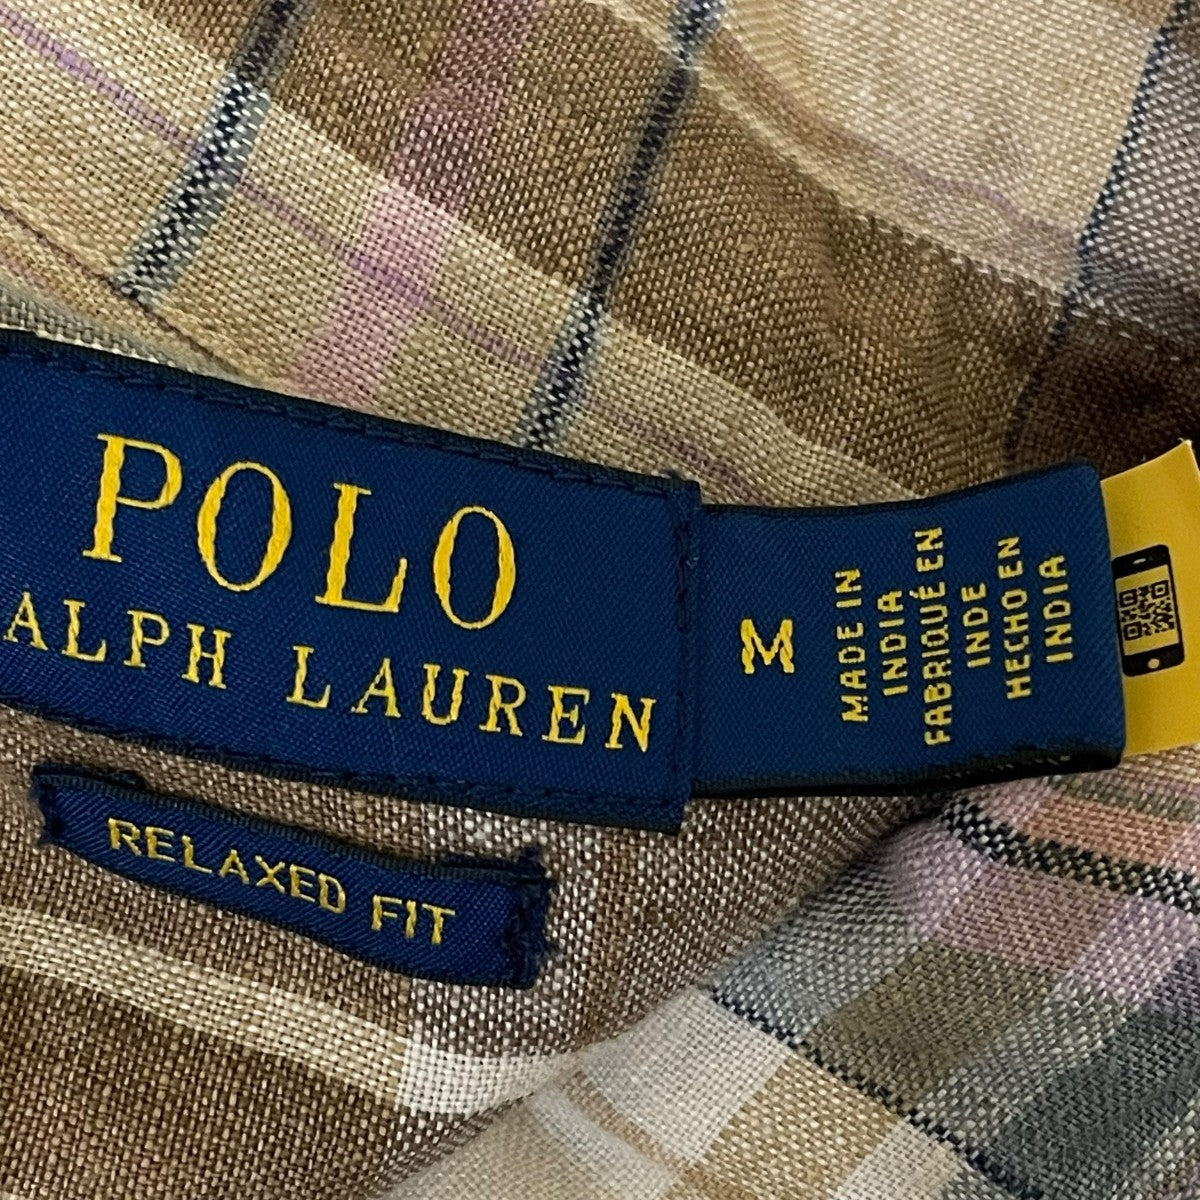 POLO
ALPH LAUREN
RELAXED FIT
M
MADE IN
INDIA
FABRIQUÉ EN
INDE
HECHO EN
INDIA